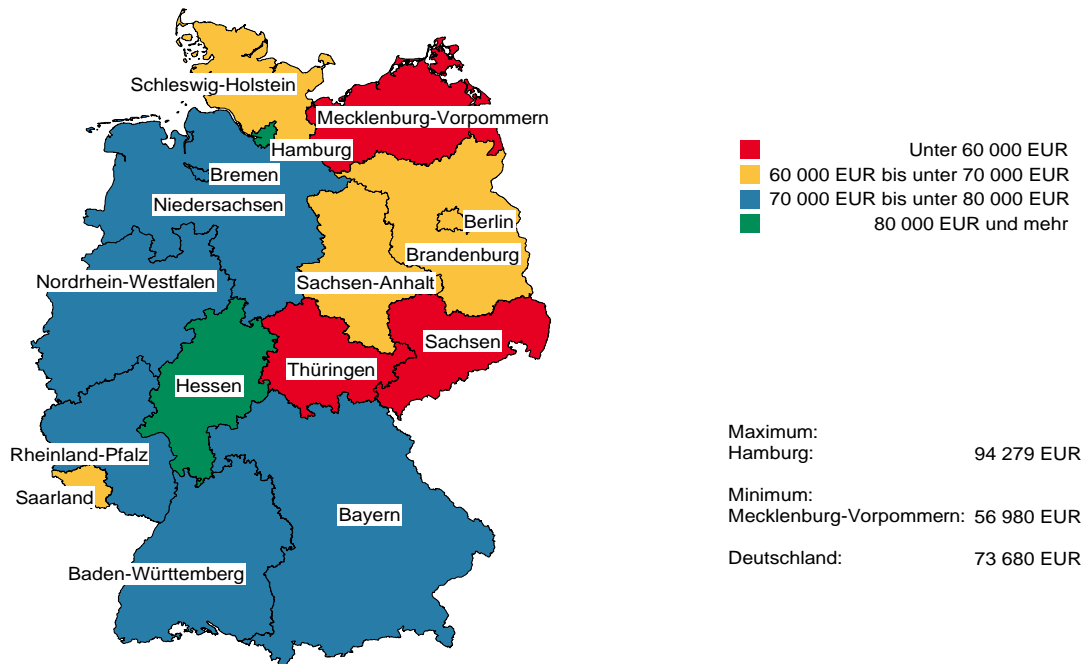 Schleswig-Holstein
Mecklenburg-Vorpommern
Hamburg
Bremen
Niedersachsen
Berlin
Brandenburg
Nordrhein-Westfalen
Sachsen-Anhalt
Sachsen
Thüringen
Hessen
Rheinland-Pfalz
Saarland
Bayern
Baden-Württemberg
Unter 60 000 EUR
60 000 EUR bis unter 70 000 EUR
70 000 EUR bis unter 80 000 EUR
80 000 EUR und mehr
Maximum:
Hamburg: 94 279 EUR
Minimum:
Mecklenburg-Vorpommern: 56 980 EUR
Deutschland: 73 680 EUR